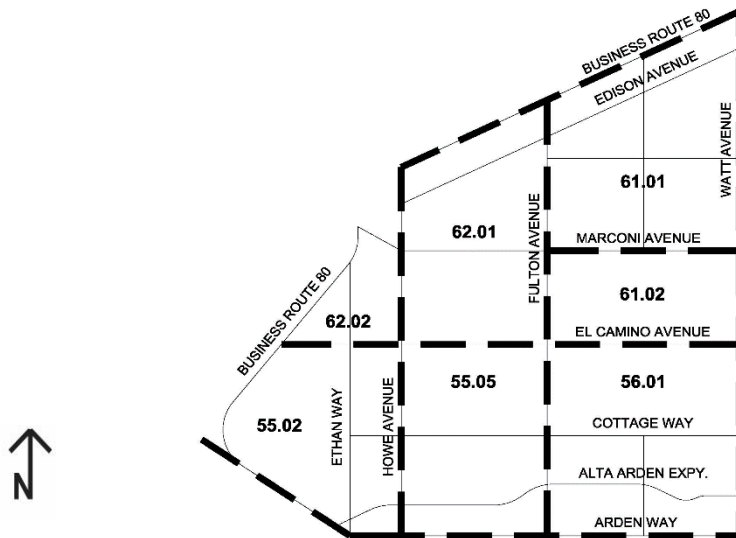 BUSINESS ROUTE 80
EDISON AVENUE
WATT AVENUE
61.01
62.01
FULTON AVENUE
MARCONI AVENUE
BUSINESS ROUTE 80
61.02
62.02
EL CAMINO AVENUE
55.05
56.01
55.02
ETHAN WAY
HOWE AVENUE
COTTAGE WAY
ALTA ARDEN EXPY.
N
ARDEN WAY